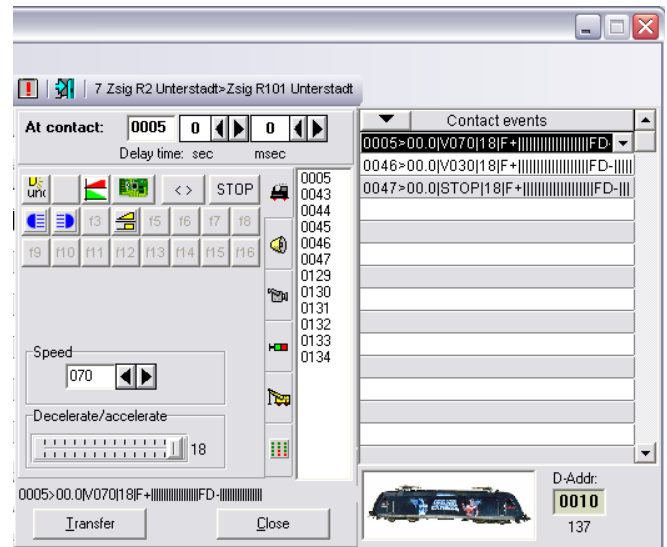 7 Zsig R2 Unterstadt>Zsig R101 Unterstadt
At contact: 0005 0 0
Delay time: sec msec
Contact events
0005>00.0|V070|18|F+||||||||||||||||||FD-
0046>00.0|V030|18|F+||||||||||||||||||FD-|||||
0047>00.0|STOP|18|F+||||||||||||||||||FD-|||
< > STOP
f3 f5 f6 f7 f8
f9 f10 f11 f12 f13 f14 f15 f16
0005
0043
0044
0045
0046
0047
0129
0130
0131
0132
0133
0134
Speed
070
Decelerate/accelerate
18
0005>00.0|V070|18|F+||||||||||||||||||FD-||||||||||||||||
Transfer Close
D-Addr:
0010
137